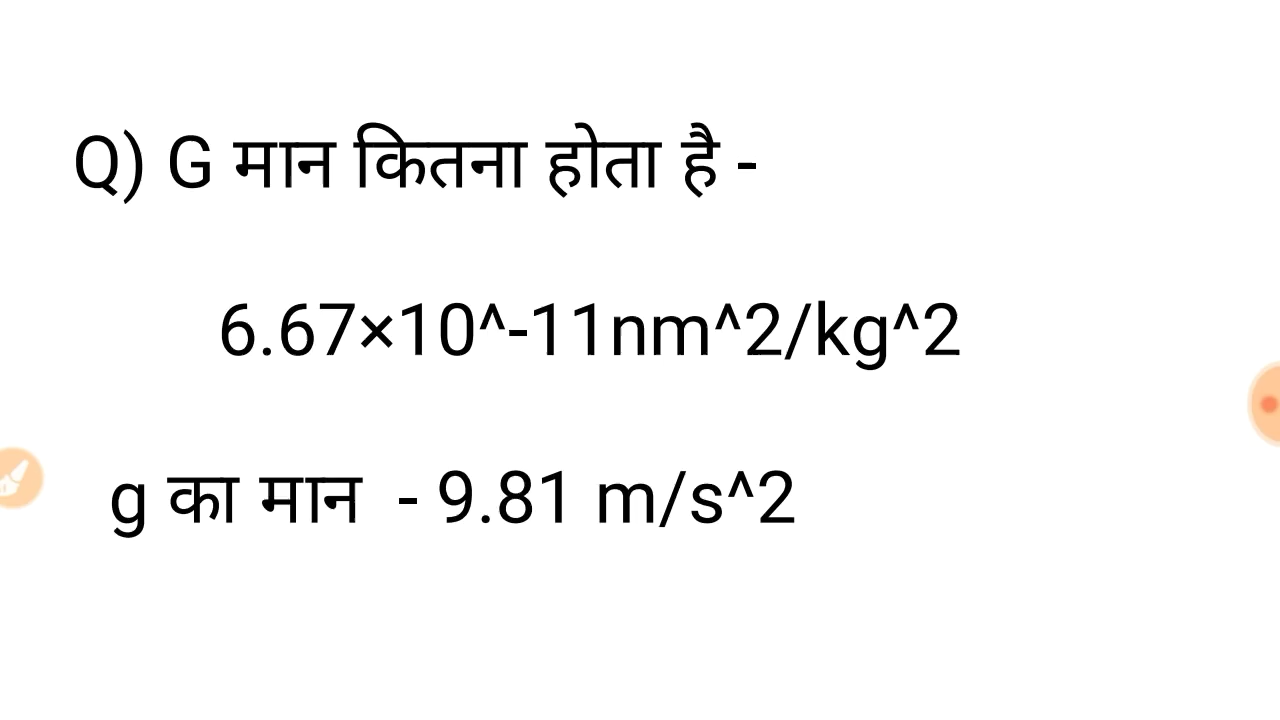 Q) G मान कितना होता है -
6.67×10^-11nm^2/kg^2
g का मान - 9.81 m/s^2